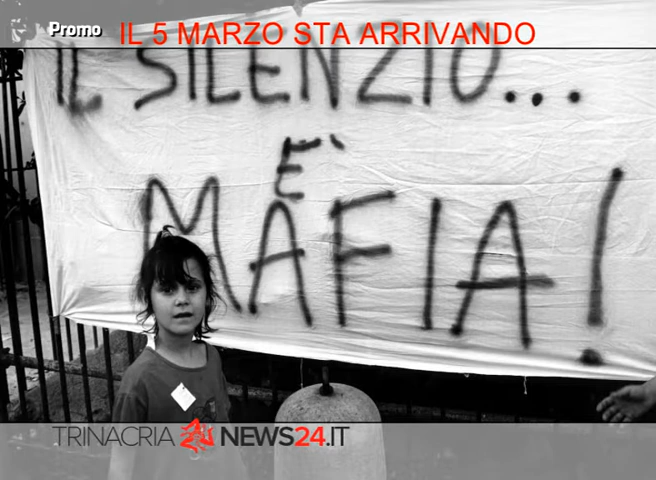 Promo IL 5 MARZO STA ARRIVANDO
IL SILENZIO...
E'
MAFIA!
TRINACRIA NEWS24.IT